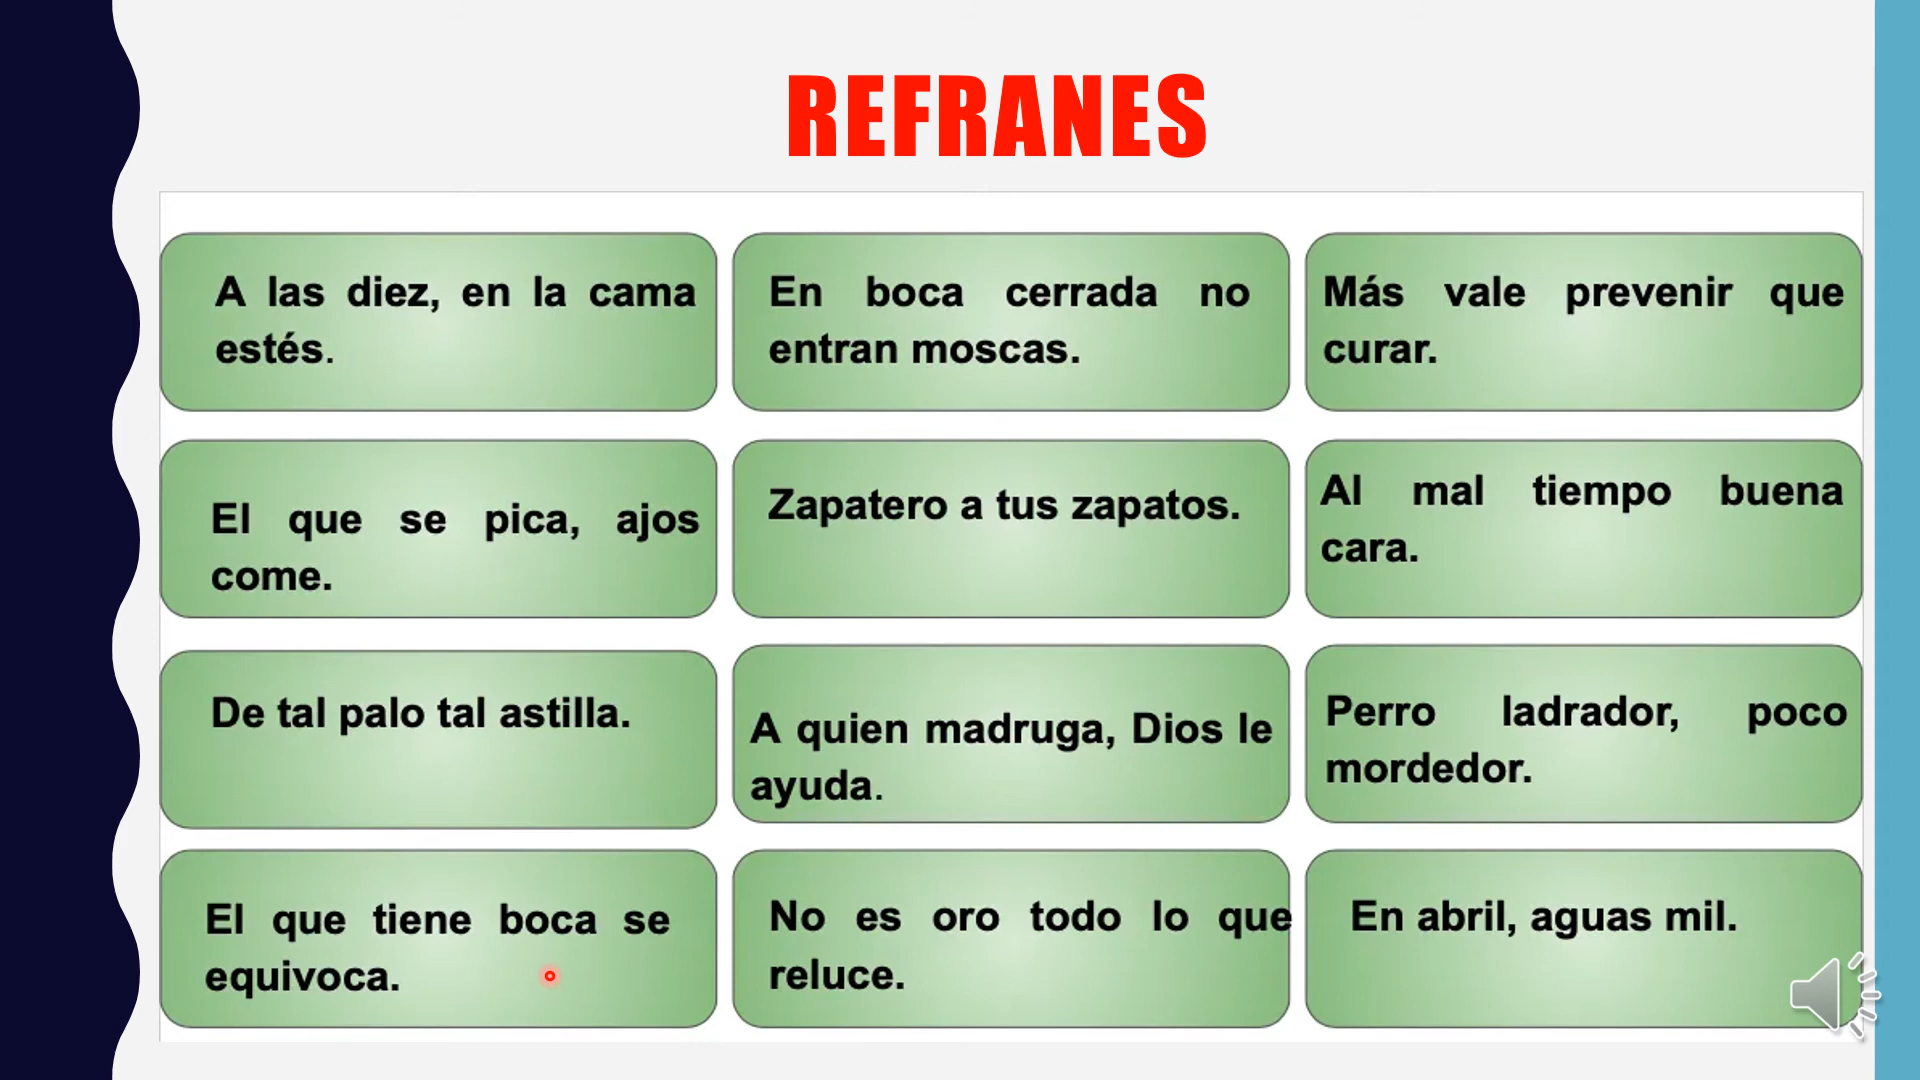 REFRANES
A las diez, en la cama
estés.
En boca cerrada no
entran moscas.
Más vale prevenir que
curar.
El que se pica, ajos
come.
Zapatero a tus zapatos.
Al mal tiempo buena
cara.
De tal palo tal astilla.
A quien madruga, Dios le
ayuda.
Perro ladrador, poco
mordedor.
El que tiene boca se
equivoca.
No es oro todo lo que
reluce.
En abril, aguas mil.